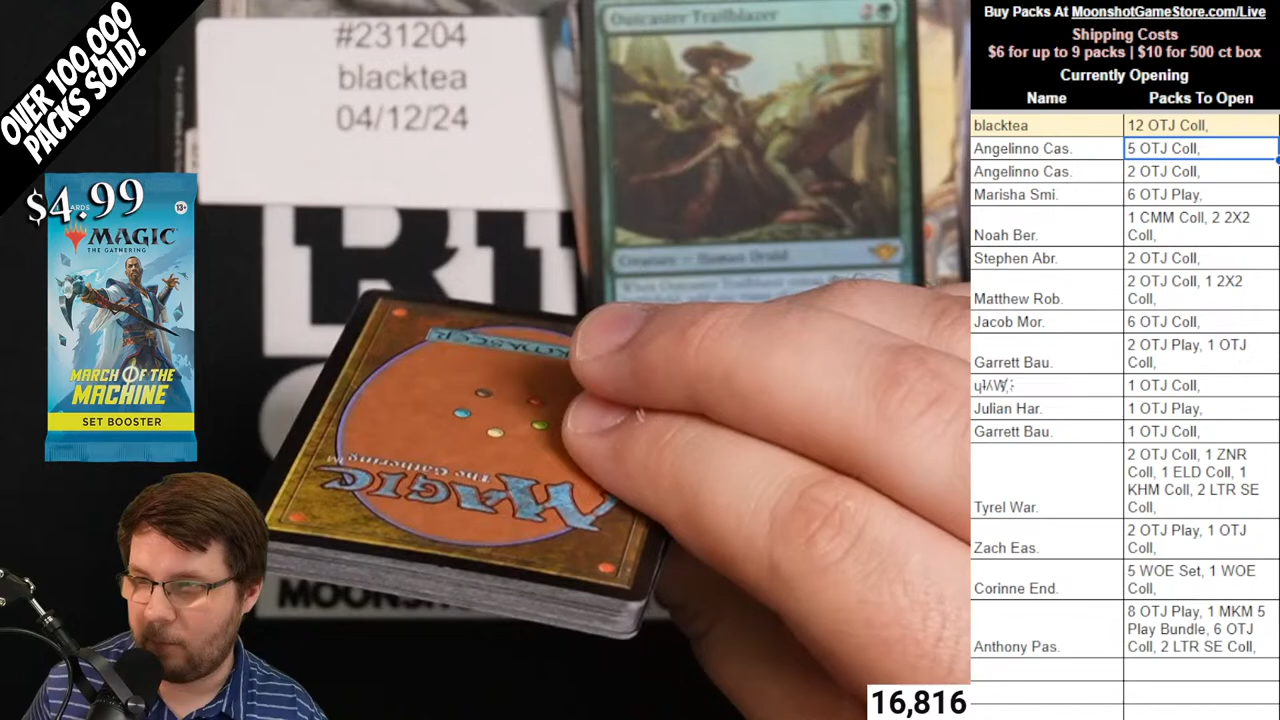 OVER 100,000
PACKS SOLD!
$4.99
13+
MAGIC
THE GATHERING
MARCH OF THE
MACHINE
SET BOOSTER
#231204
blacktea
04/12/24
Outcaster Trailblazer
Creature — Human Druid
When Outcaster Trailblazer
DECKMASTER
MAGIC
The Gathering
16,816
Buy Packs At MoonshotGameStore.com/Live
Shipping Costs
$6 for up to 9 packs | $10 for 500 ct box
Currently Opening
Name Packs To Open
blacktea 12 OTJ Coll,
Angelinno Cas. 5 OTJ Coll,
Angelinno Cas. 2 OTJ Coll,
Marisha Smi. 6 OTJ Play,
Noah Ber. 1 CMM Coll, 2 2X2
Coll,
Stephen Abr. 2 OTJ Coll,
Matthew Rob. 2 OTJ Coll, 1 2X2
Coll,
Jacob Mor. 6 OTJ Coll,
Garrett Bau. 2 OTJ Play, 1 OTJ
Coll,
1 OTJ Coll,
Julian Har. 1 OTJ Play,
Garrett Bau. 1 OTJ Coll,
Tyrel War. 2 OTJ Coll, 1 ZNR
Coll, 1 ELD Coll, 1
KHM Coll, 2 LTR SE
Coll,
Zach Eas. 2 OTJ Play, 1 OTJ
Coll,
Corinne End. 5 WOE Set, 1 WOE
Coll,
Anthony Pas. 8 OTJ Play, 1 MKM 5
Play Bundle, 6 OTJ
Coll, 2 LTR SE Coll,